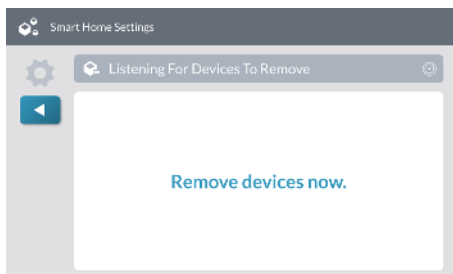 Smart Home Settings
Listening For Devices To Remove
Remove devices now.